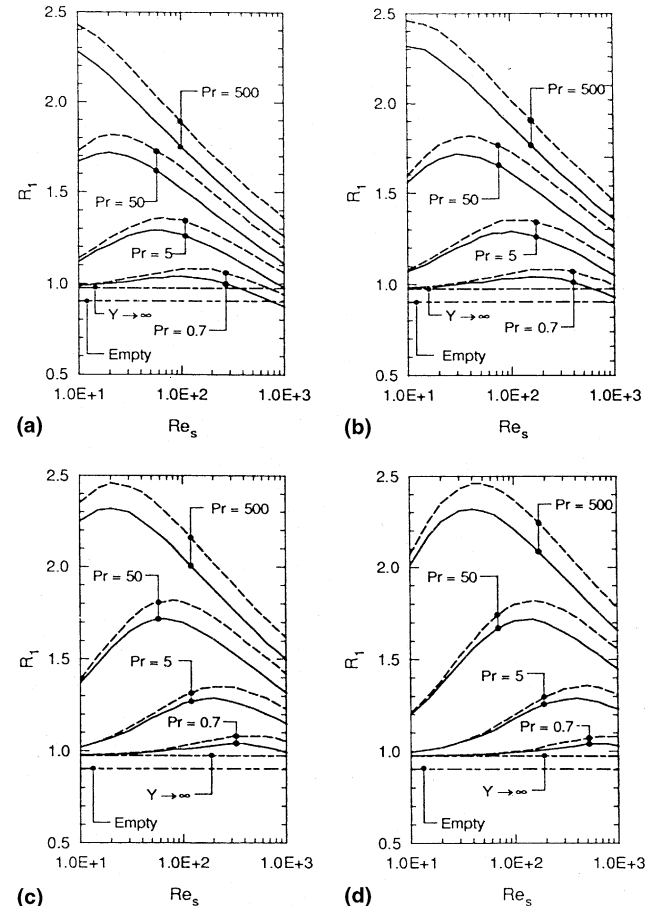 2.5
2.0
R1
1.5
1.0
0.5
Pr = 500
Pr = 50
Pr = 5
Y → ∞
Pr = 0.7
Empty
1.0E+1 1.0E+2 1.0E+3
(a) Res
2.5
2.0
R1
1.5
1.0
0.5
Pr = 500
Pr = 50
Pr = 5
Y → ∞
Pr = 0.7
Empty
1.0E+1 1.0E+2 1.0E+3
(b) Res
2.5
2.0
R1
1.5
1.0
0.5
Pr = 500
Pr = 50
Pr = 5
Pr = 0.7
Y → ∞
Empty
1.0E+1 1.0E+2 1.0E+3
(c) Res
2.5
2.0
R1
1.5
1.0
0.5
Pr = 500
Pr = 50
Pr = 5
Pr = 0.7
Y → ∞
Empty
1.0E+1 1.0E+2 1.0E+3
(d) Res